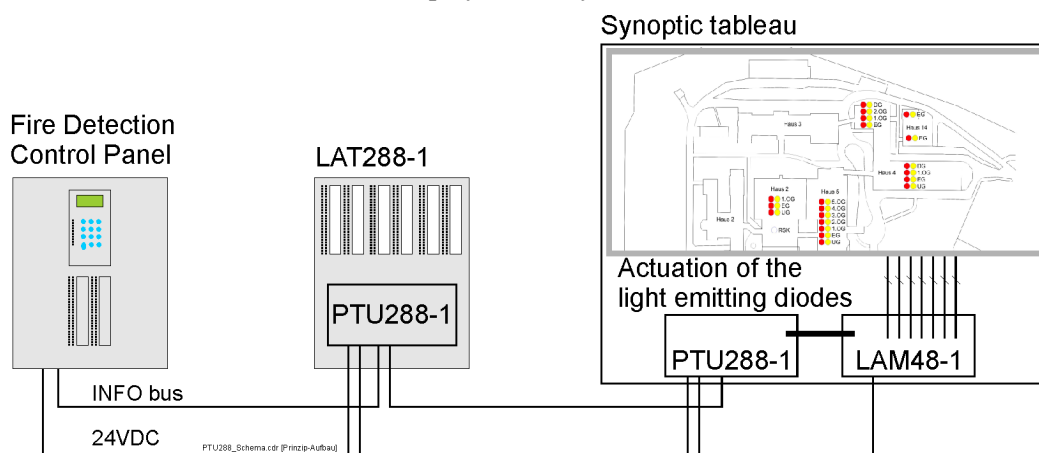 Synoptic tableau
Fire Detection
Control Panel
LAT288-1
DG
2.OG
1.OG
EG
EG
Haus 14
EG
Haus 3
Haus 4
DG
1.OG
EG
UG
Haus 2
1.OG
EG
UG
RSK
Haus 5
5.OG
4.OG
3.OG
2.OG
1.OG
EG
UG
Haus 2
Actuation of the
light emitting diodes
PTU288-1
PTU288-1
LAM48-1
INFO bus
24VDC
PTU288_Schema.cdr [Prinzip-Aufbau]